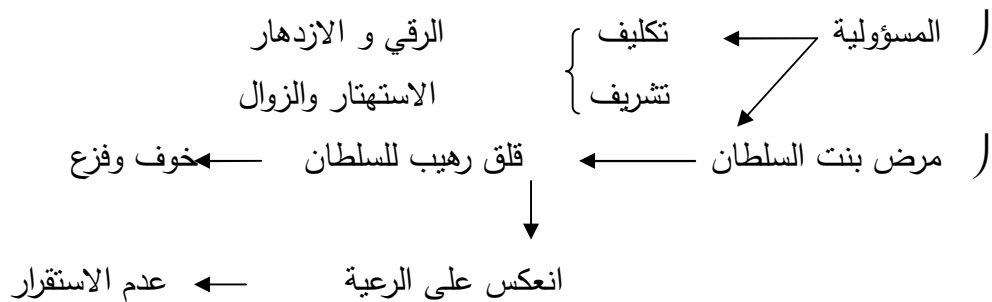 المسؤولية تكليف الرقي و الازدهار
تشريف الاستهتار والزوال
مرض بنت السلطان قلق رهيب للسلطان خوف وفزع
انعكس على الرعية عدم الاستقرار